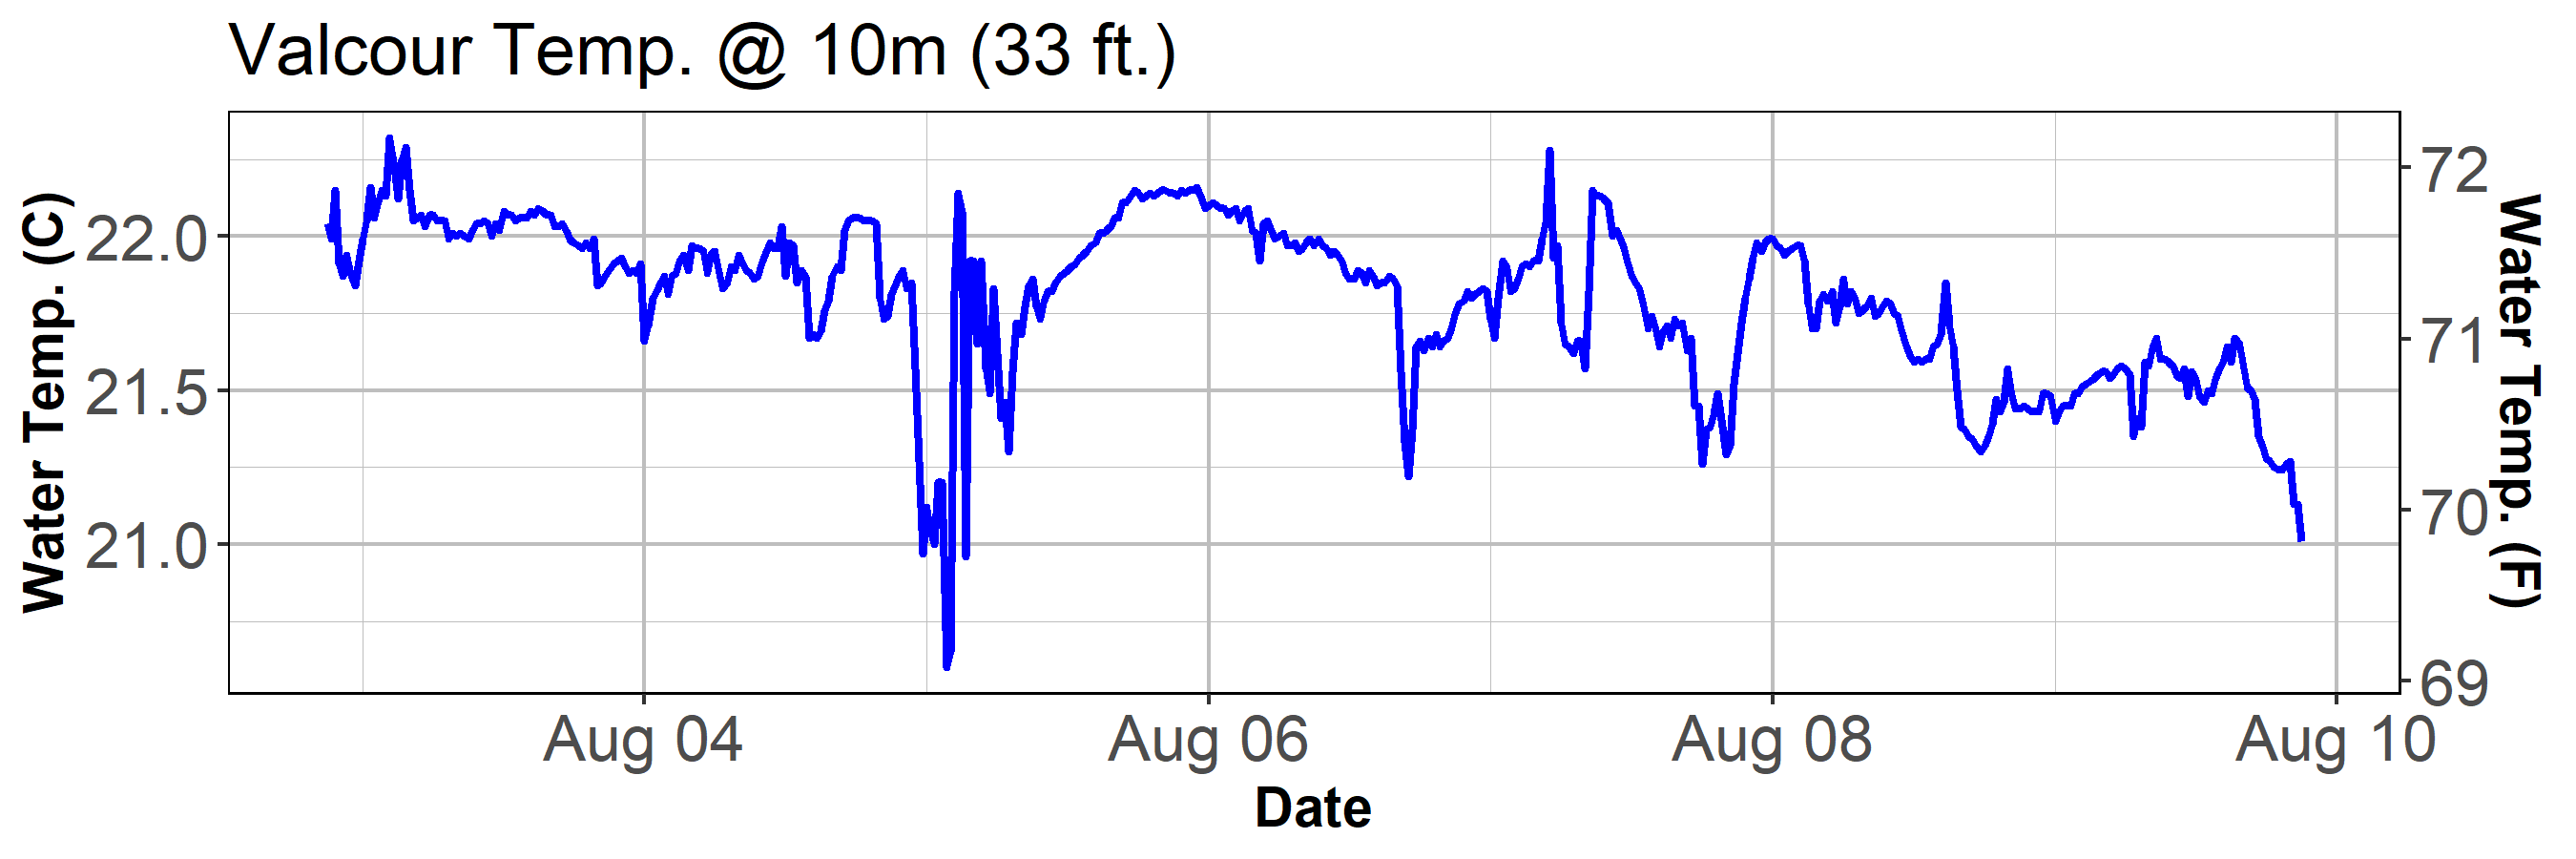 Valcour Temp. @ 10m (33 ft.)
Water Temp. (C)
22.0
21.5
21.0
72
71
70
69
Water Temp. (F)
Aug 04 Aug 06 Aug 08 Aug 10
Date